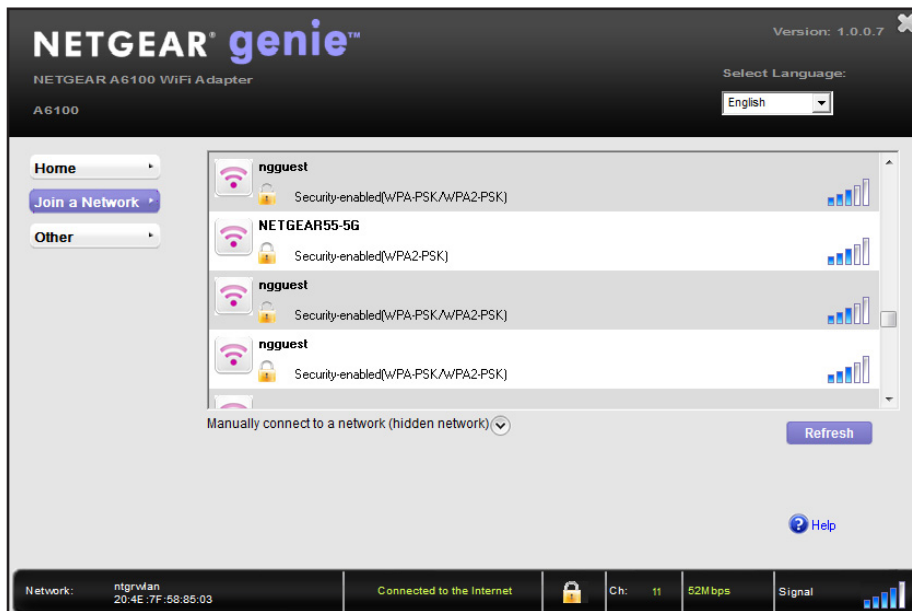 NETGEAR® genie™
Version: 1.0.0.7
NETGEAR A6100 WiFi Adapter
Select Language:
A6100
English
Home
Join a Network
Other
ngguest
Security-enabled(WPA-PSK/WPA2-PSK)
NETGEAR55-5G
Security-enabled(WPA2-PSK)
ngguest
Security-enabled(WPA-PSK/WPA2-PSK)
ngguest
Security-enabled(WPA-PSK/WPA2-PSK)
Manually connect to a network (hidden network)
Refresh
Help
Network:
ntgrwlan
20:4E:7F:58:85:03
Connected to the Internet
Ch: 11
52Mbps
Signal